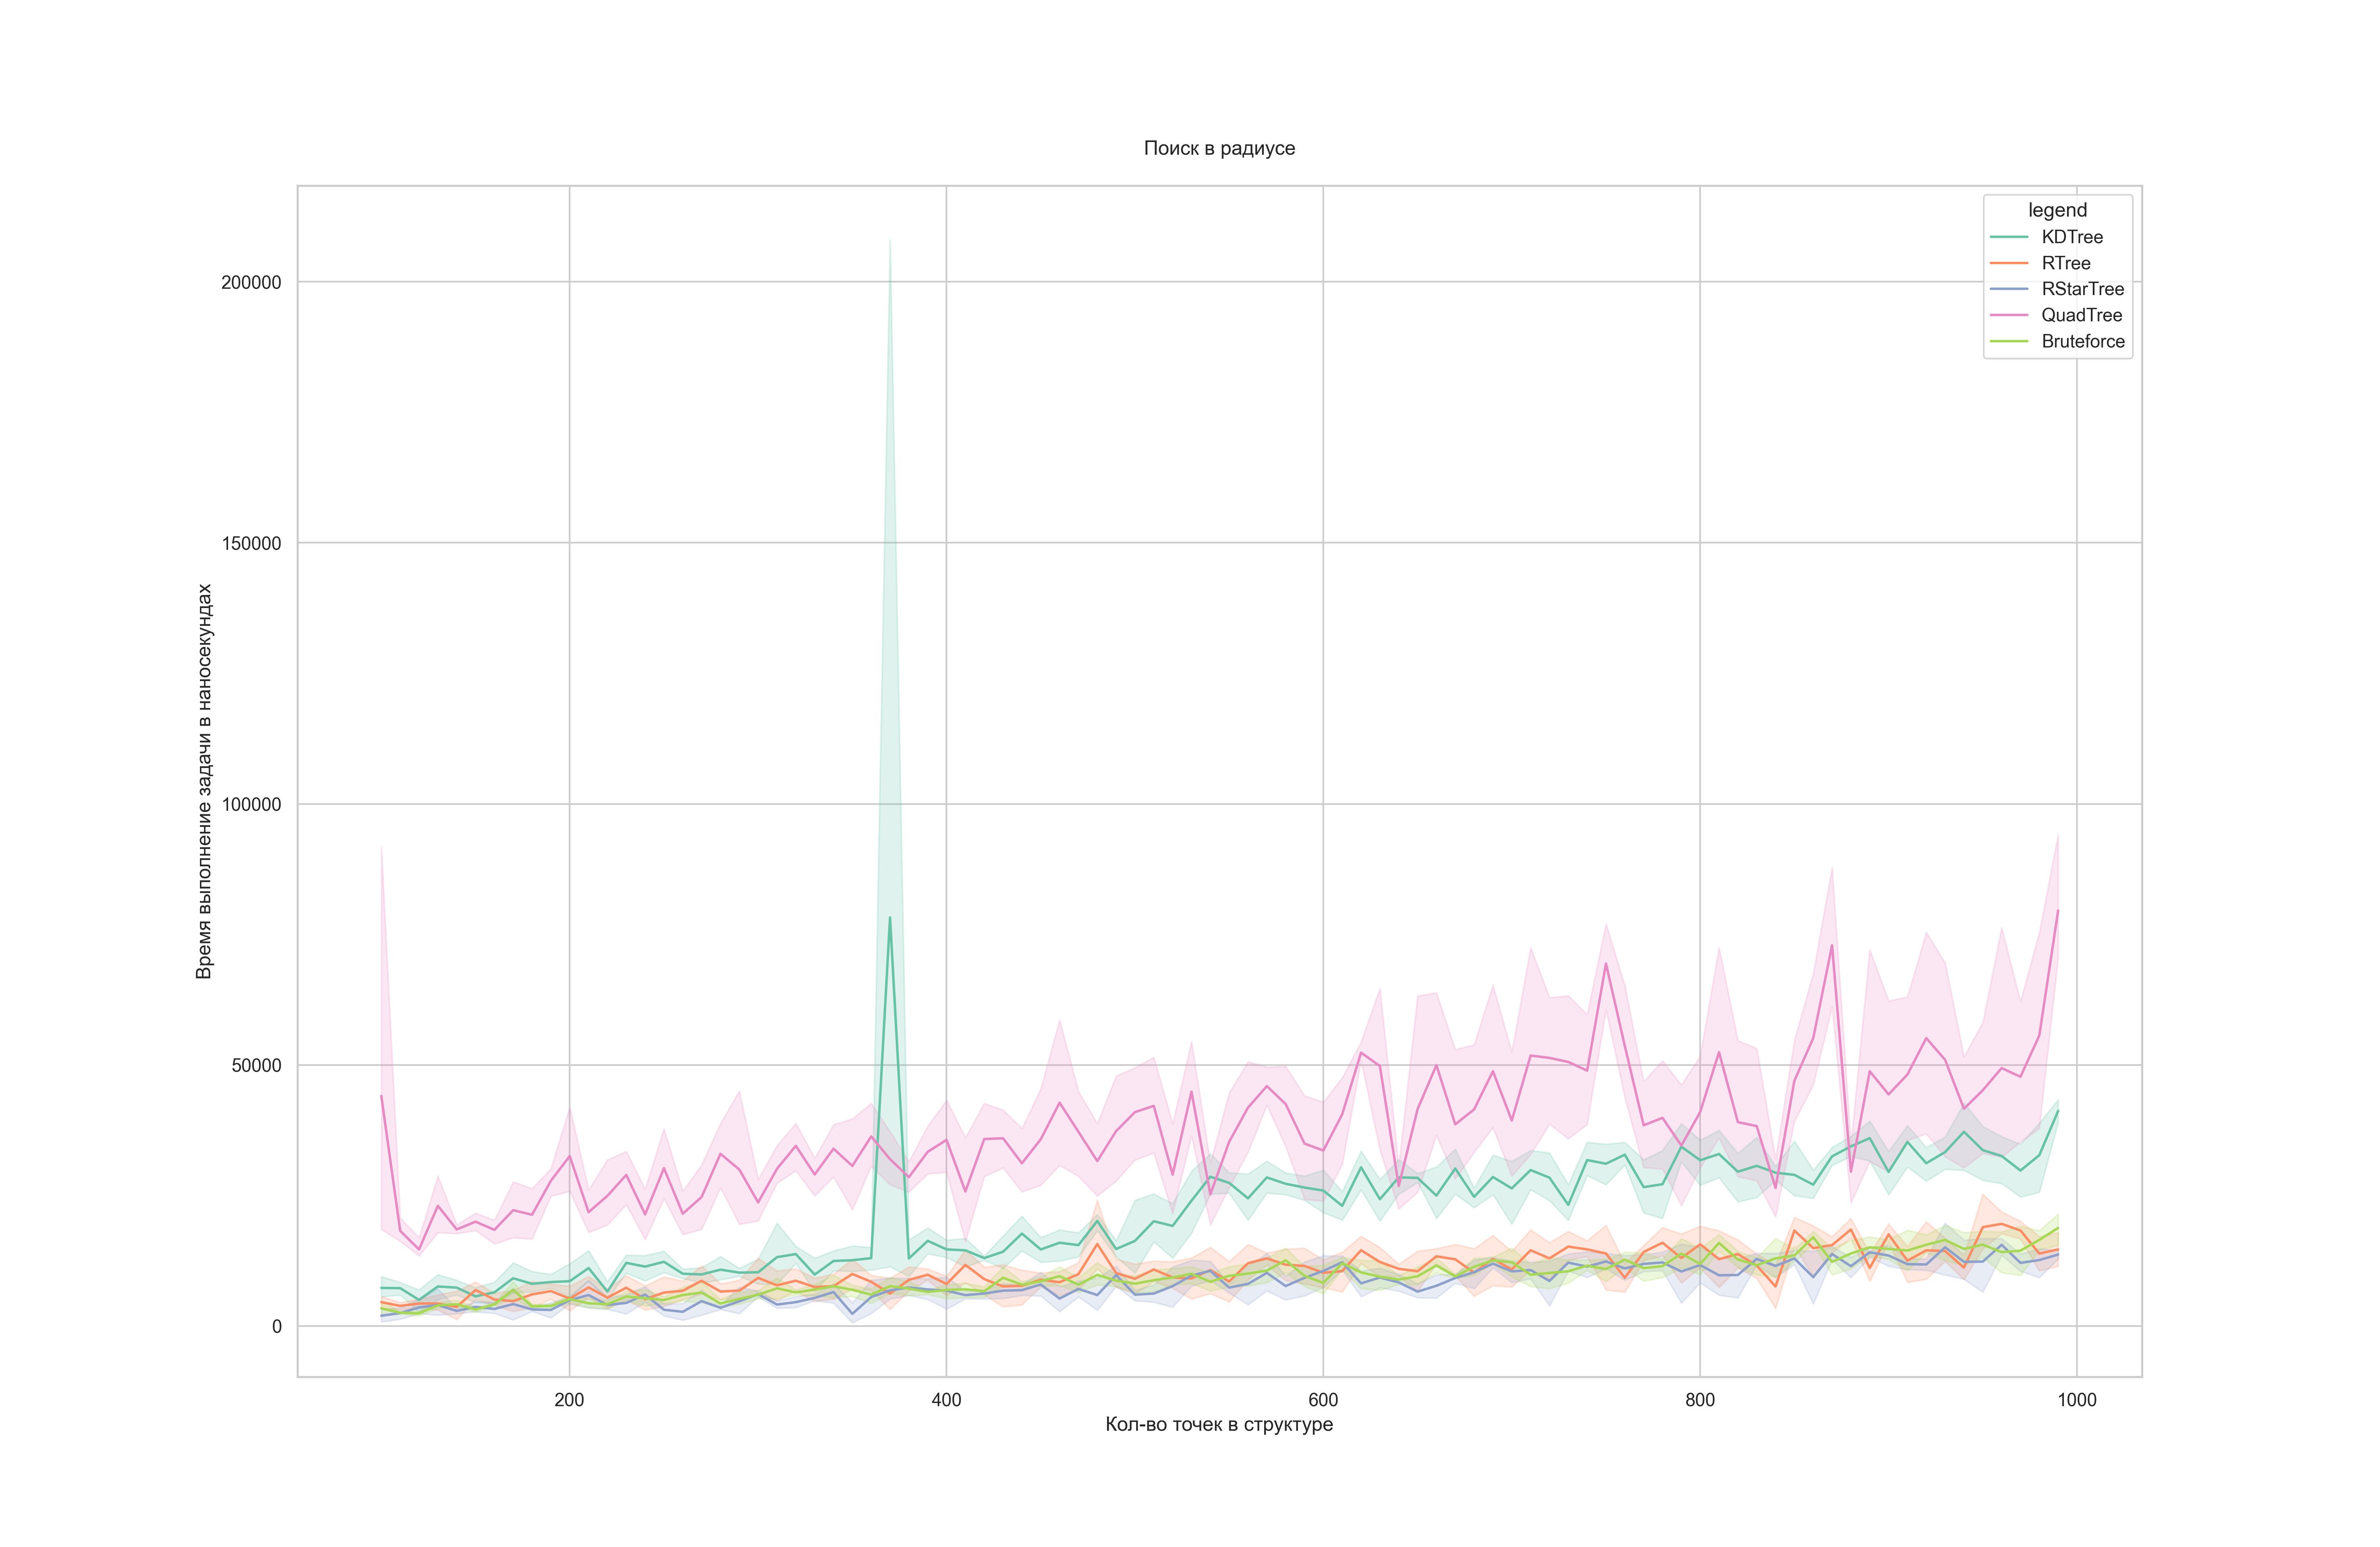 Поиск в радиусе
legend
KDTree
RTree
RStarTree
QuadTree
Bruteforce
Время выполнение задачи в наносекундах
200000
150000
100000
50000
0
200
400
600
800
1000
Кол-во точек в структуре